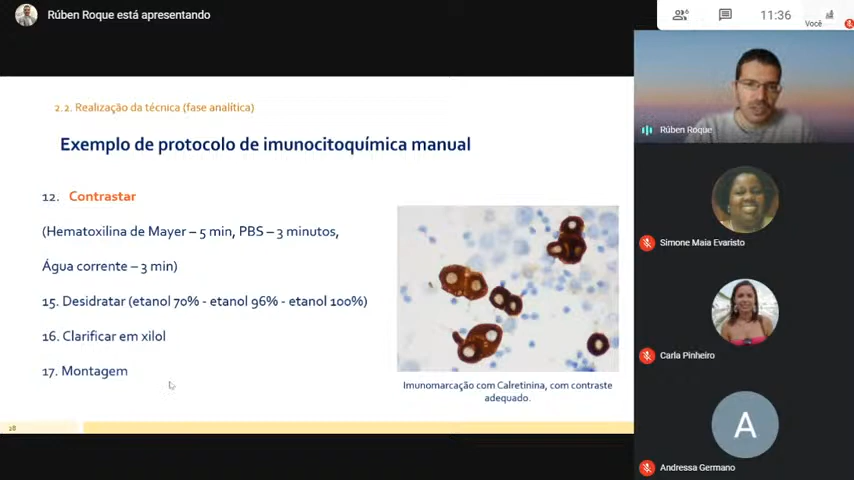 Rúben Roque está apresentando
6
11:36
Você
2.2. Realização da técnica (fase analítica)
Exemplo de protocolo de imunocitoquímica manual
12. Contrastar
(Hematoxilina de Mayer – 5 min, PBS – 3 minutos,
Água corrente – 3 min)
15. Desidratar (etanol 70% - etanol 96% - etanol 100%)
16. Clarificar em xilol
17. Montagem
Imunomarcação com Calretinina, com contraste
adequado.
28
Rúben Roque
Simone Maia Evaristo
Carla Pinheiro
A
Andressa Germano